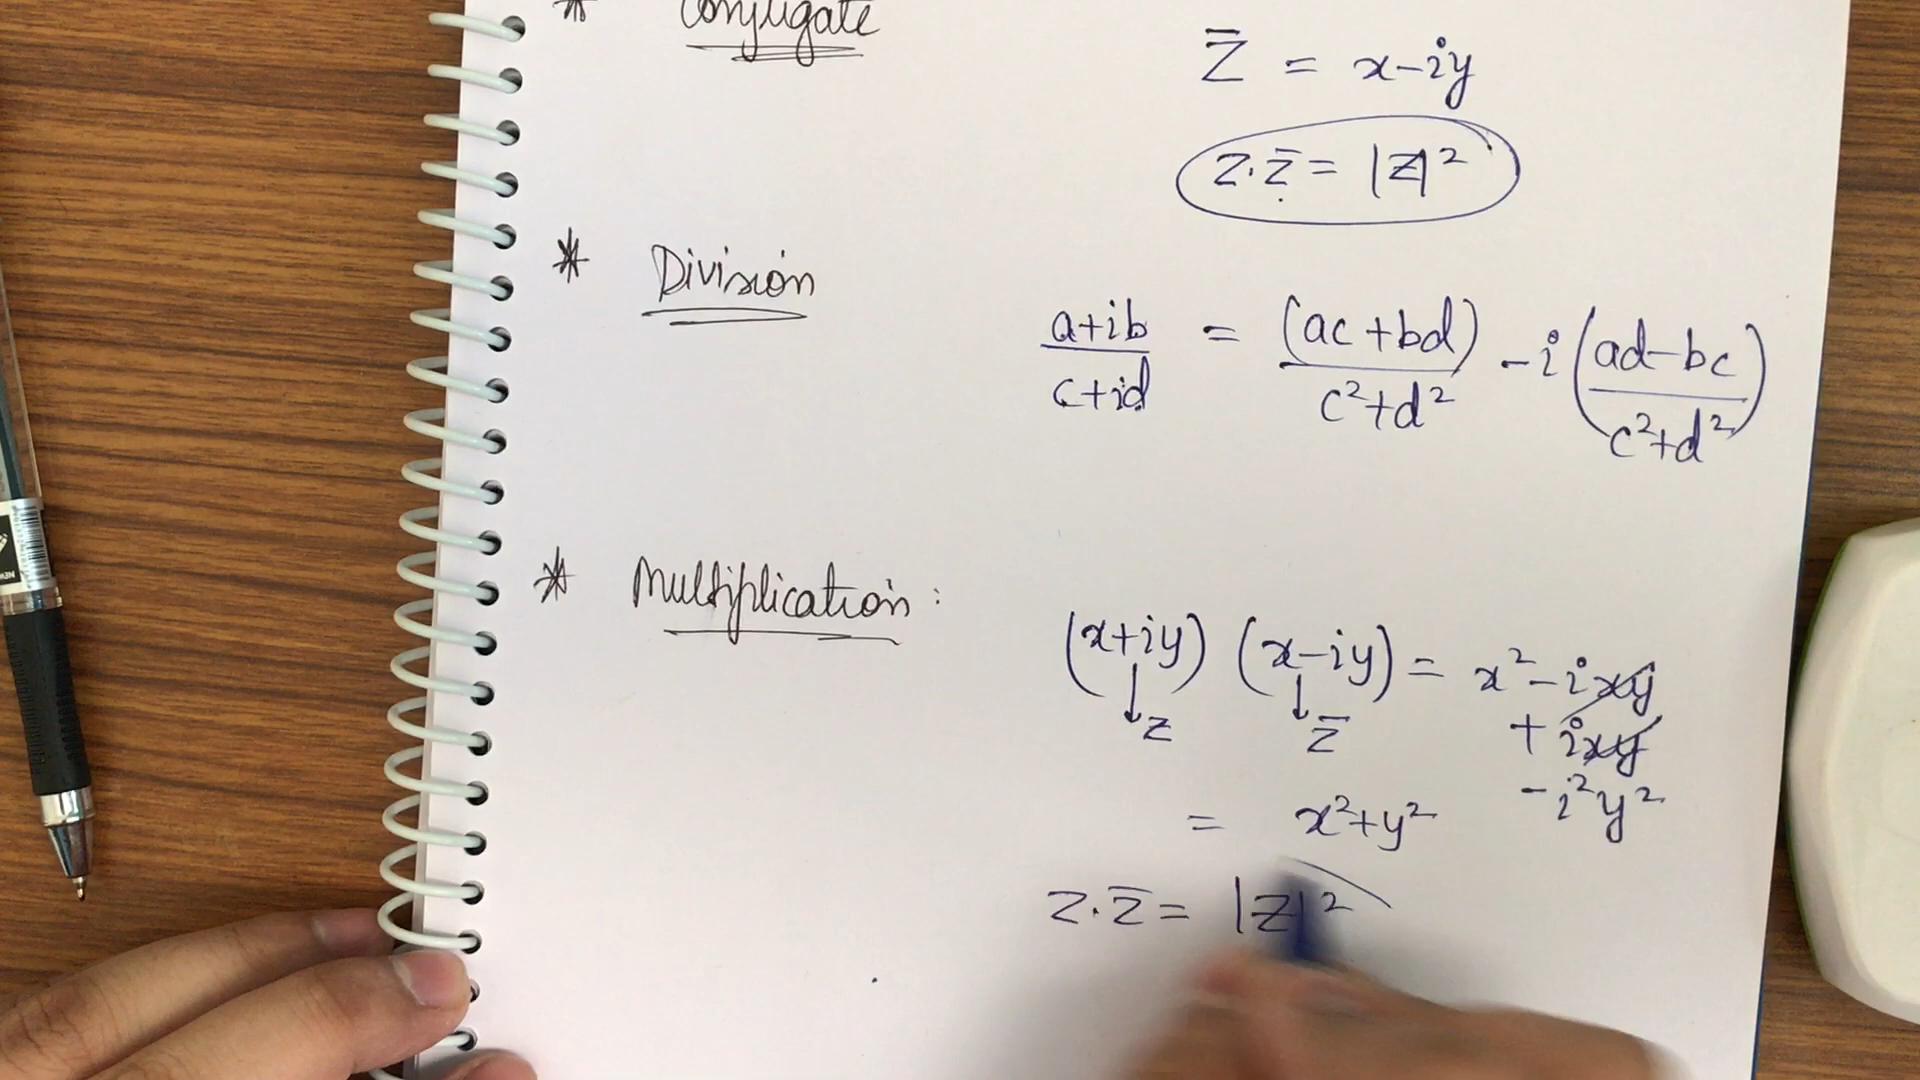 * Conjugate
z̄ = x-iy
z·z̄ = |z|²
* Division
a+ib / c+id = (ac+bd) / c²+d² - i (ad-bc / c²+d²)
* Multiplication:
(x+iy) (x-iy) = x² - ixy
↓z ↓z̄ + ixy
- i²y²
= x²+y²
z·z̄ = |z|²